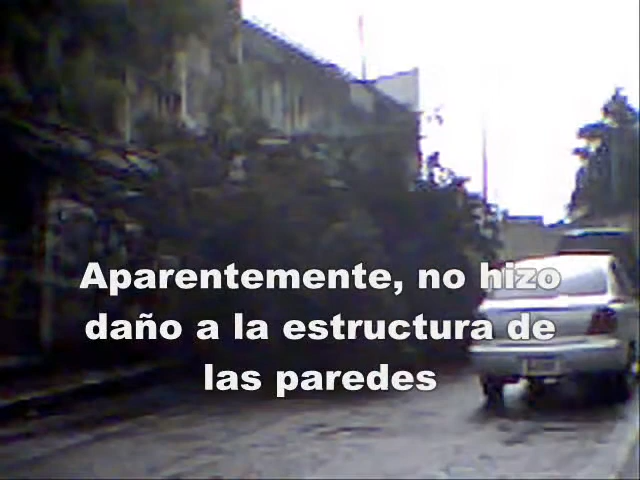 Aparentemente, no hizo
daño a la estructura de
las paredes